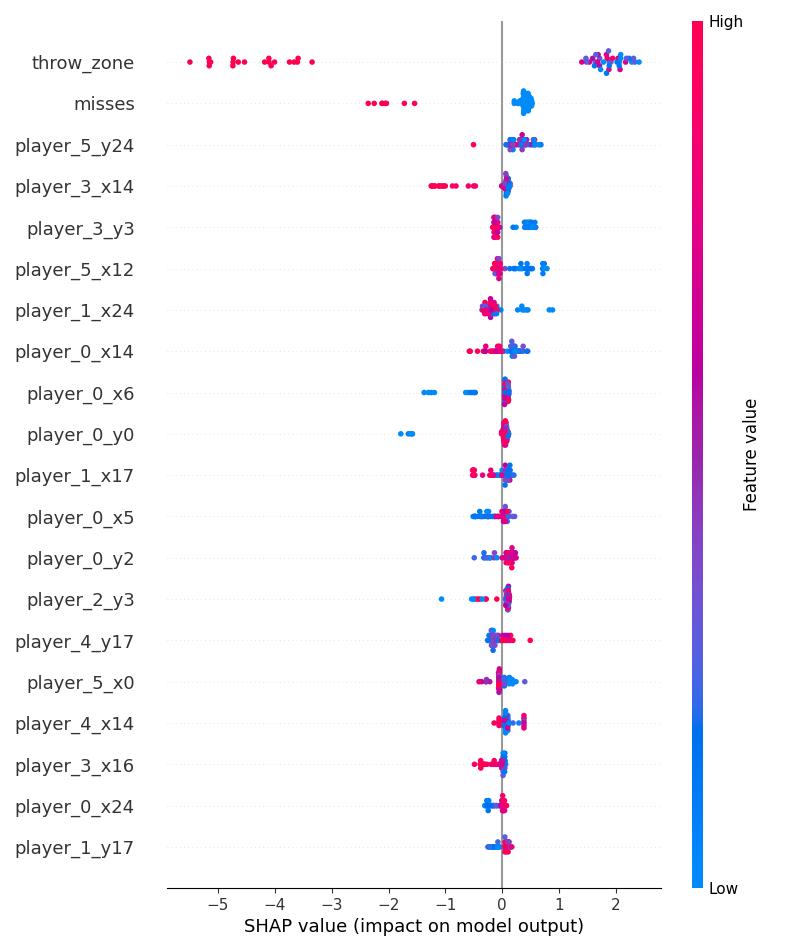 High
throw_zone
misses
player_5_y24
player_3_x14
player_3_y3
player_5_x12
player_1_x24
player_0_x14
player_0_x6
player_0_y0
player_1_x17
player_0_x5
player_0_y2
player_2_y3
player_4_y17
player_5_x0
player_4_x14
player_3_x16
player_0_x24
player_1_y17
Feature value
Low
−5 −4 −3 −2 −1 0 1 2
SHAP value (impact on model output)